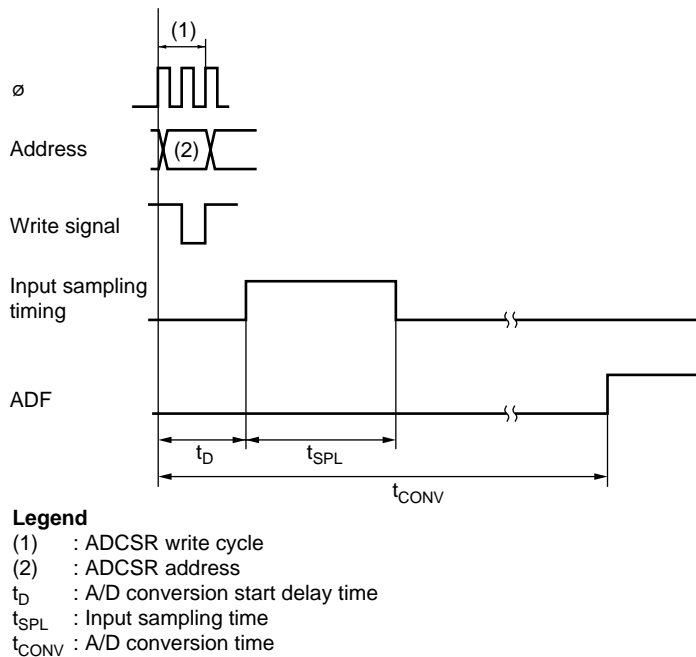 (1)
ø
Address
(2)
Write signal
Input sampling
timing
ADF
tD
tSPL
tCONV
Legend
(1) : ADCSR write cycle
(2) : ADCSR address
tD : A/D conversion start delay time
tSPL : Input sampling time
tCONV : A/D conversion time